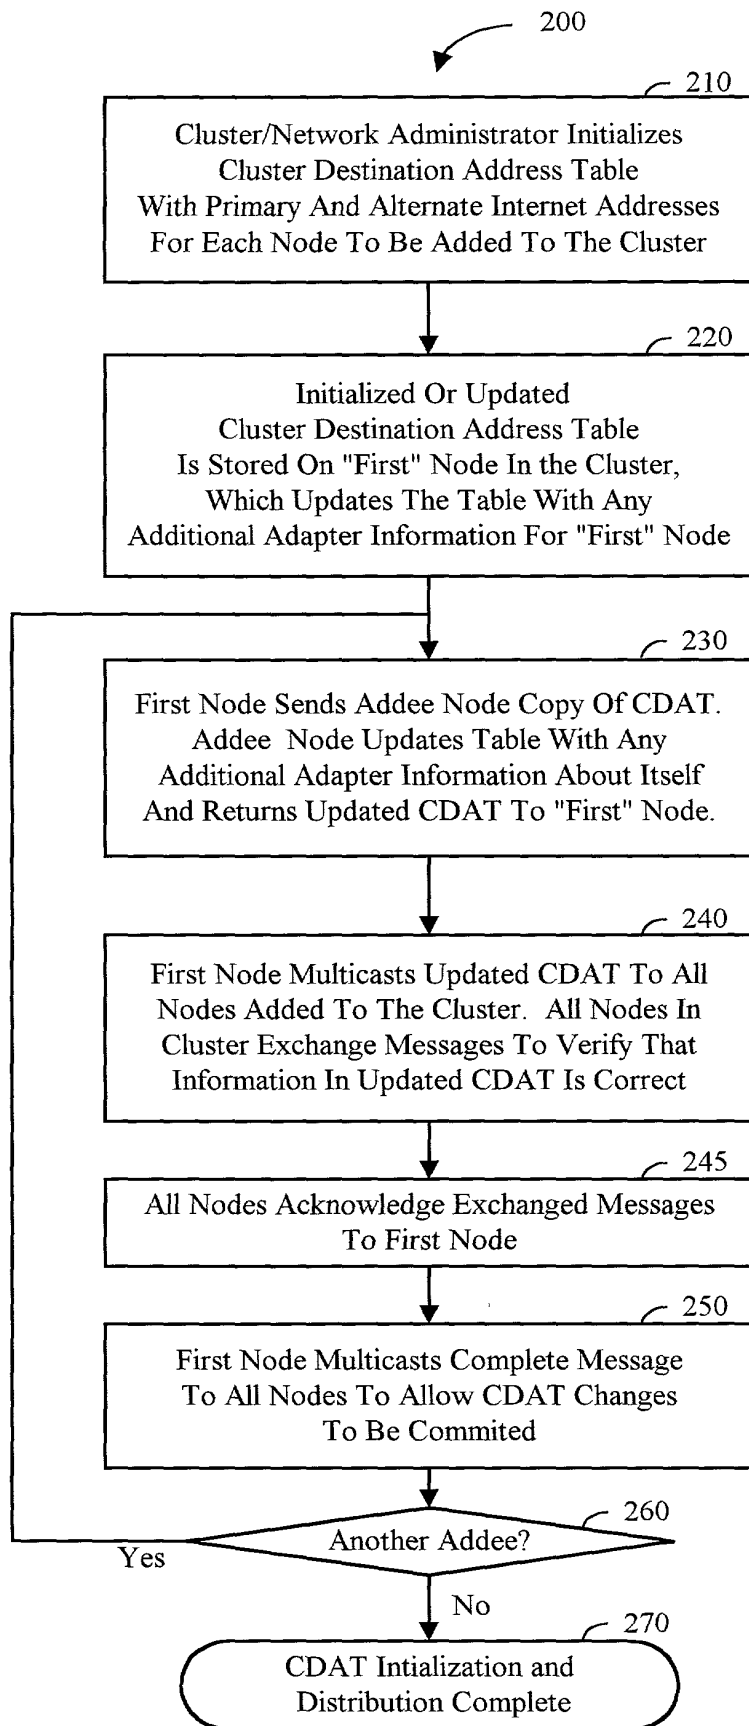 200
210
Cluster/Network Administrator Initializes
Cluster Destination Address Table
With Primary And Alternate Internet Addresses
For Each Node To Be Added To The Cluster
220
Initialized Or Updated
Cluster Destination Address Table
Is Stored On "First" Node In the Cluster,
Which Updates The Table With Any
Additional Adapter Information For "First" Node
230
First Node Sends Addee Node Copy Of CDAT.
Addee Node Updates Table With Any
Additional Adapter Information About Itself
And Returns Updated CDAT To "First" Node.
240
First Node Multicasts Updated CDAT To All
Nodes Added To The Cluster. All Nodes In
Cluster Exchange Messages To Verify That
Information In Updated CDAT Is Correct
245
All Nodes Acknowledge Exchanged Messages
To First Node
250
First Node Multicasts Complete Message
To All Nodes To Allow CDAT Changes
To Be Commited
260
Another Addee?
Yes
No
270
CDAT Intialization and
Distribution Complete